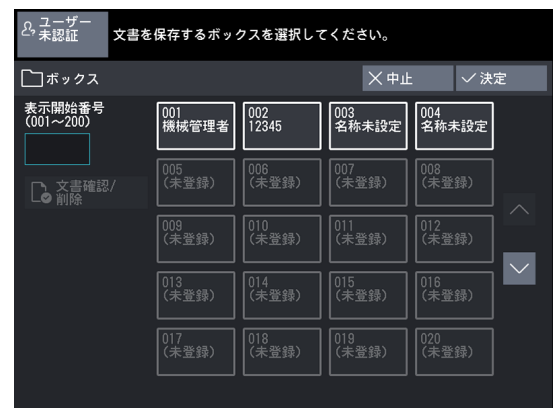 ユーザー
未認証
文書を保存するボックスを選択してください。
ボックス
中止
決定
表示開始番号
(001～200)
文書確認/
削除
001
機械管理者
002
12345
003
名称未設定
004
名称未設定
005
(未登録)
006
(未登録)
007
(未登録)
008
(未登録)
009
(未登録)
010
(未登録)
011
(未登録)
012
(未登録)
013
(未登録)
014
(未登録)
015
(未登録)
016
(未登録)
017
(未登録)
018
(未登録)
019
(未登録)
020
(未登録)